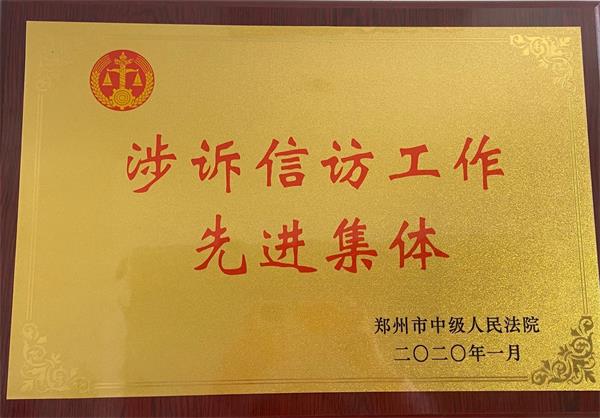 涉诉信访工作
先进集体
郑州市中级人民法院
二〇二〇年一月